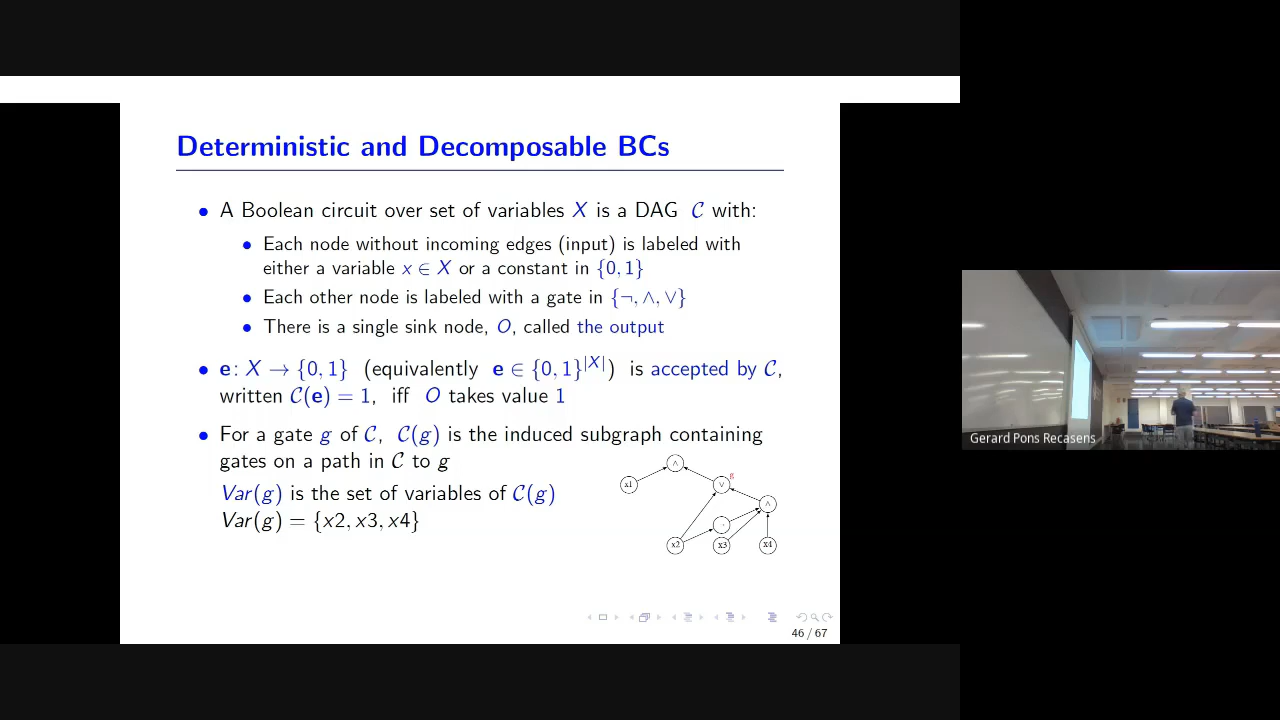 Deterministic and Decomposable BCs
• A Boolean circuit over set of variables X is a DAG 𝒞 with:
• Each node without incoming edges (input) is labeled with
either a variable x ∈ X or a constant in {0, 1}
• Each other node is labeled with a gate in {¬, ∧, ∨}
• There is a single sink node, O, called the output
• e: X → {0, 1} (equivalently e ∈ {0, 1}^|X|) is accepted by 𝒞,
written 𝒞(e) = 1, iff O takes value 1
• For a gate g of 𝒞, 𝒞(g) is the induced subgraph containing
gates on a path in 𝒞 to g
Var(g) is the set of variables of 𝒞(g)
Var(g) = {x2, x3, x4}
∧
x1
∨
g
∧
x2
x3
x4
46 / 67
Gerard Pons Recasens